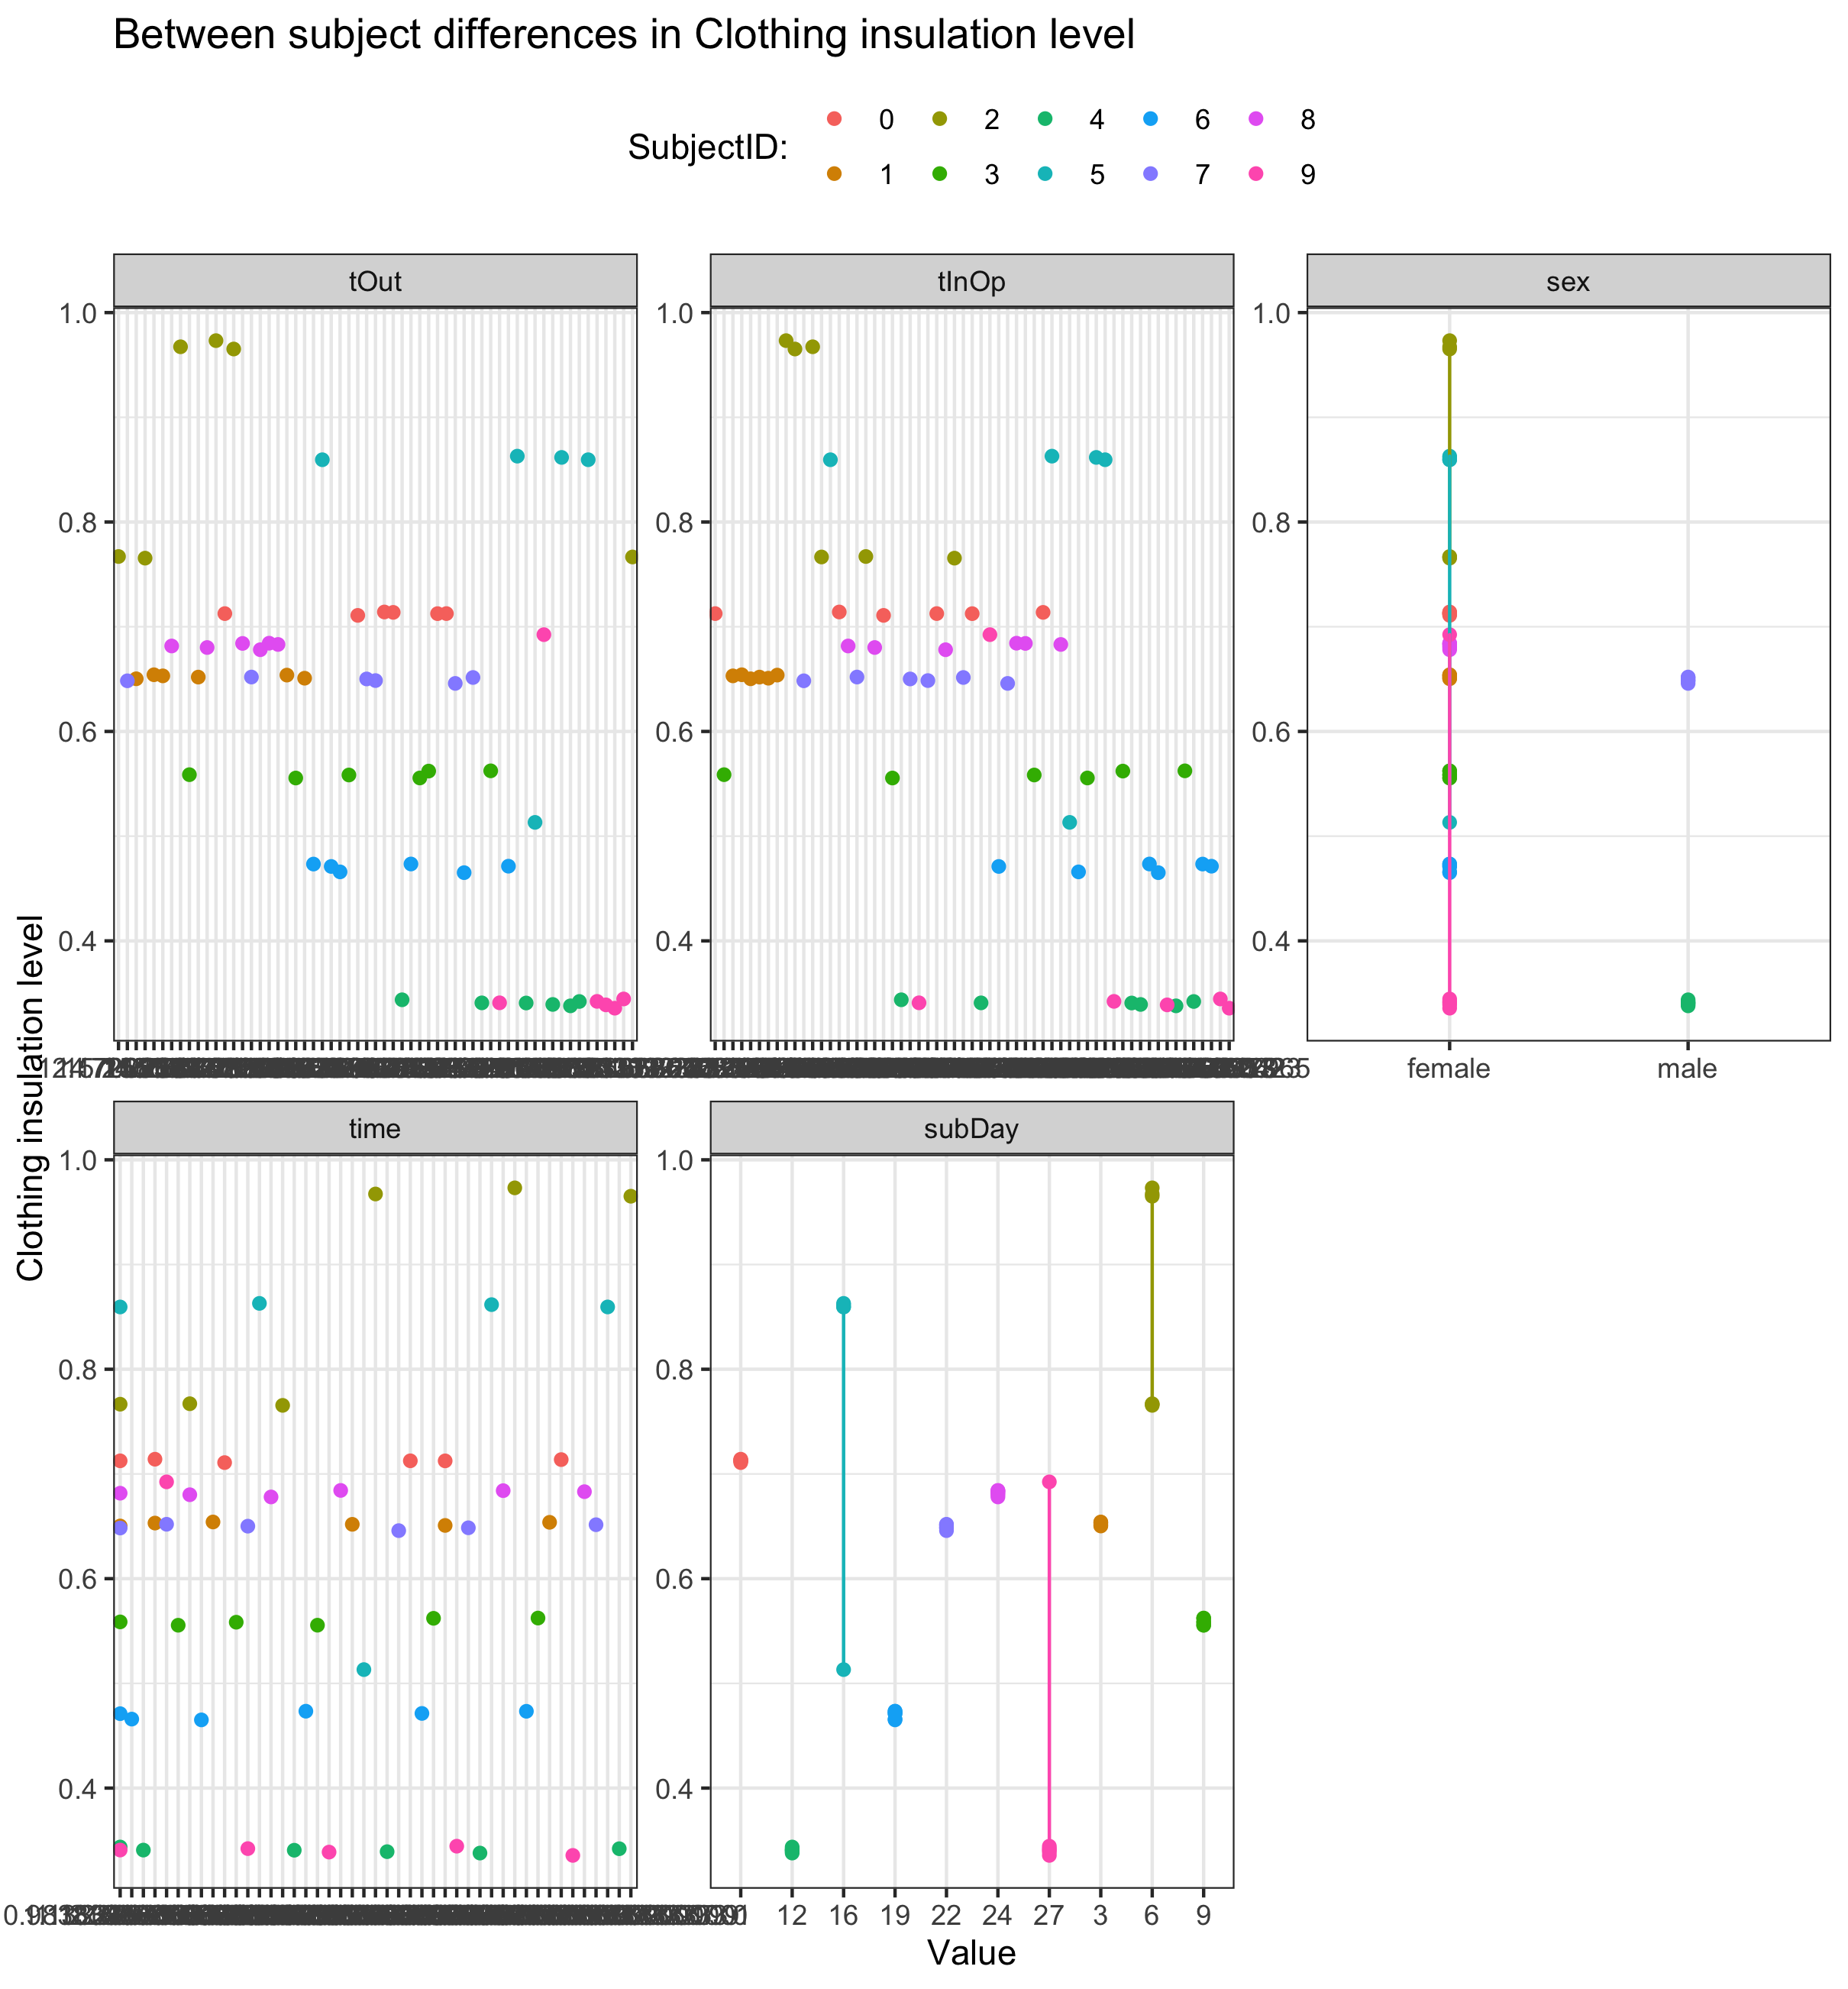 Between subject differences in Clothing insulation level
SubjectID:
0 2 4 6 8
1 3 5 7 9
tOut tInOp sex
1.0 1.0 1.0
0.8 0.8 0.8
0.6 0.6 0.6
0.4 0.4 0.4
female male
Clothing insulation level
time subDay
1.0 1.0
0.8 0.8
0.6 0.6
0.4 0.4
12 16 19 22 24 27 3 6 9
Value